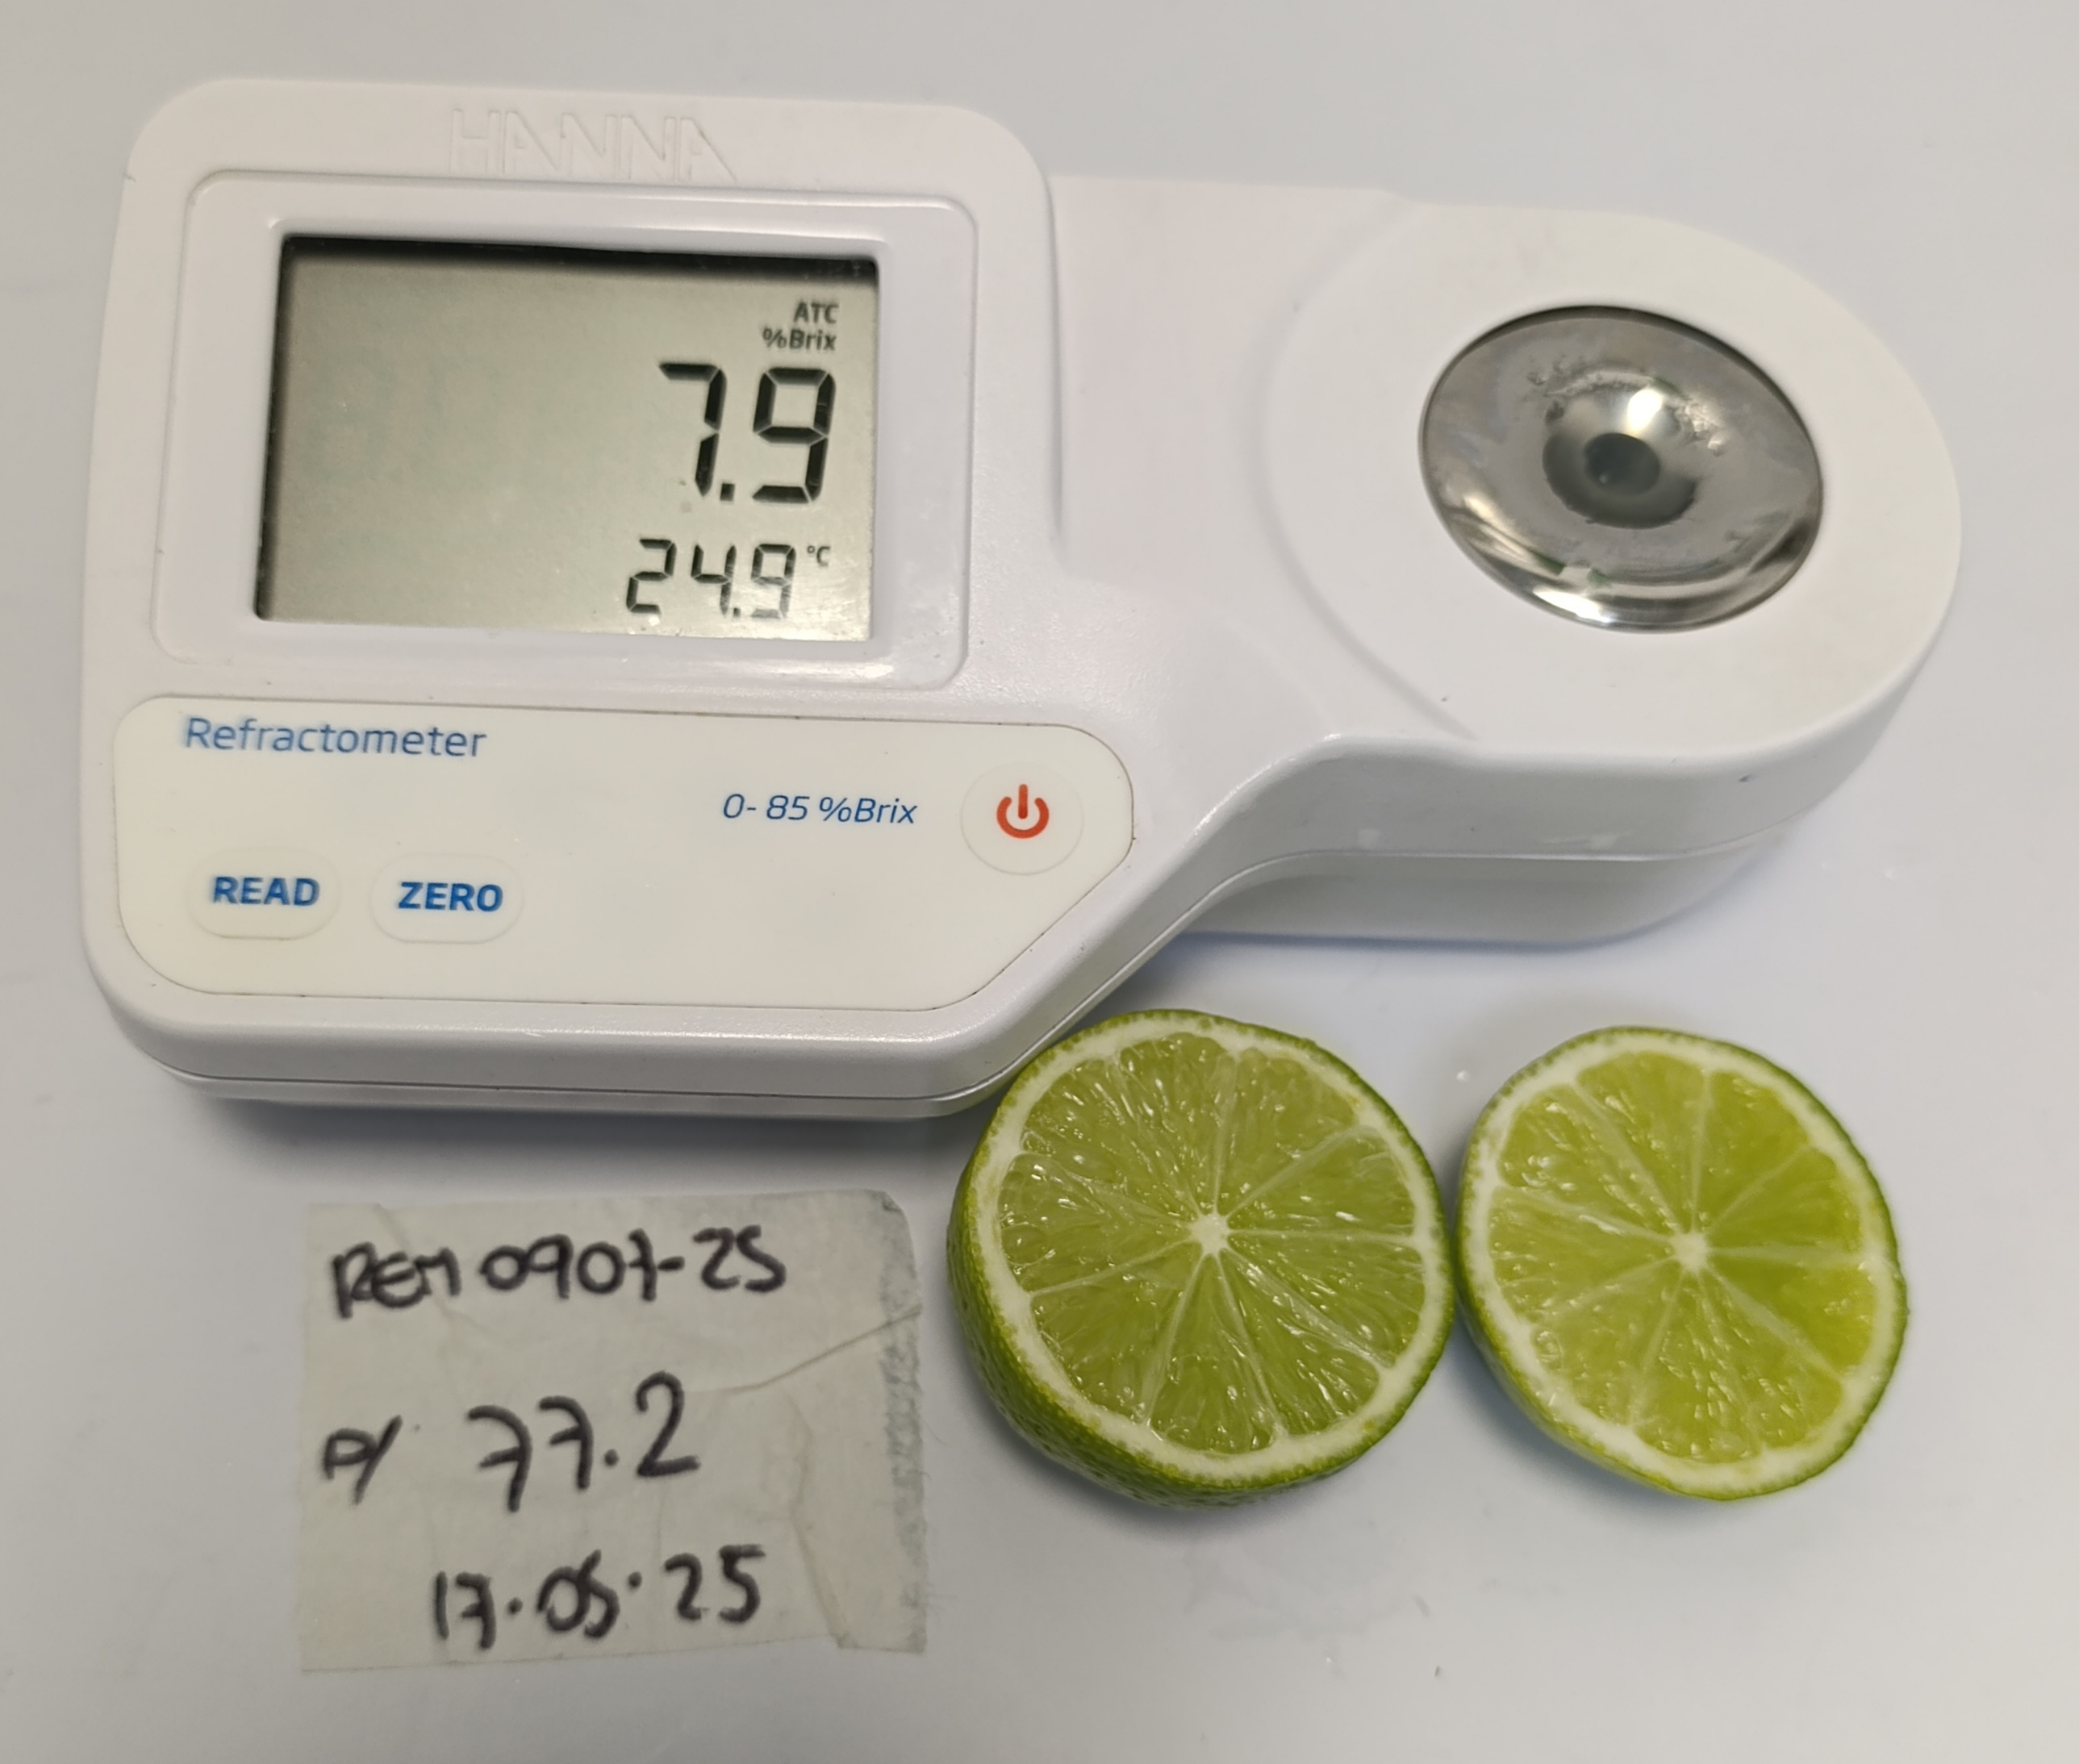 HANNA
ATC
%Brix
7.9
24.9 °C
Refractometer
0-85 %Brix
READ ZERO
REM 0907-25
P/ 77.2
17.05.25